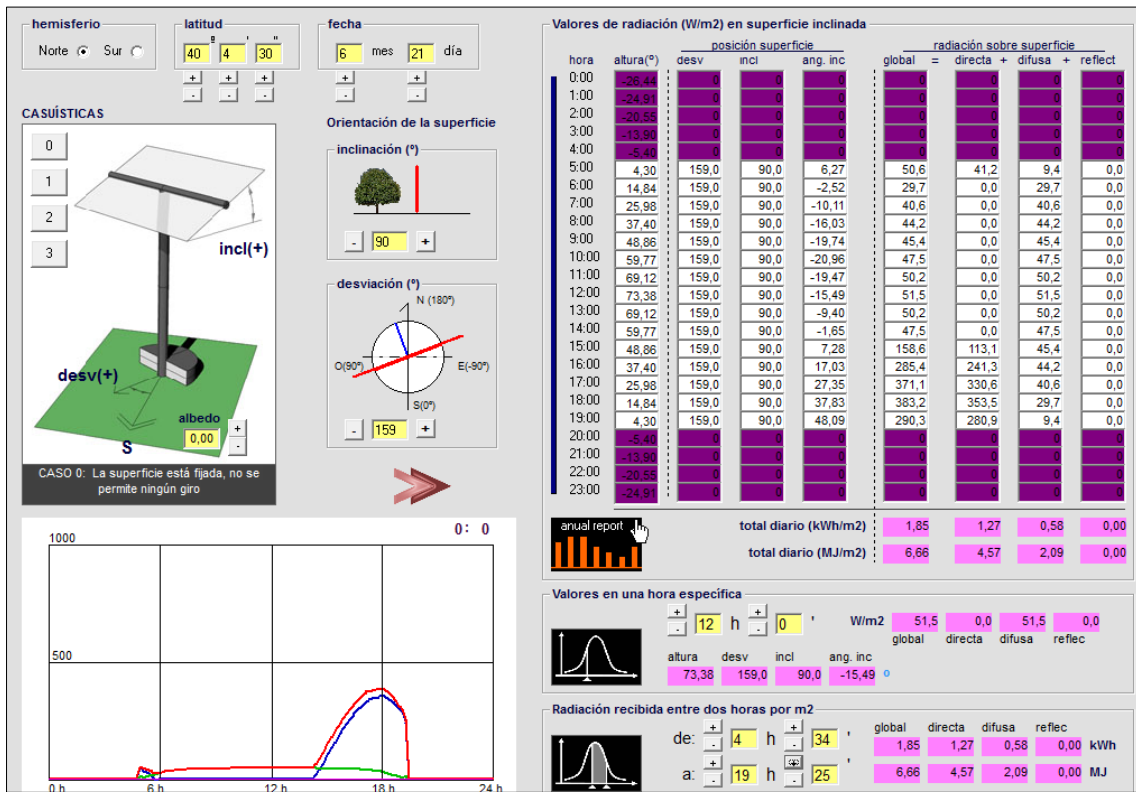 hemisferio
Norte Sur
latitud
º ' "
40 4 30
+ + +
- - -
fecha
6 mes 21 día
+ +
- -
CASUÍSTICAS
0
1
2
3
incl(+)
desv(+)
S
albedo
0,00
+
-
CASO 0: La superficie está fijada, no se
permite ningún giro
Orientación de la superficie
inclinación (º)
- 90 +
desviación (º)
N (180º)
O(90º) E(-90º)
S(0º)
- 159 +
0: 0
1000
500
0 h 6 h 12 h 18 h 24 h
Valores de radiación (W/m2) en superficie inclinada
posición superficie radiación sobre superficie
hora altura(º) desv incl ang. inc global = directa + difusa + reflect
0:00 -26,44 0 0 0 0 0 0 0
1:00 -24,91 0 0 0 0 0 0 0
2:00 -20,55 0 0 0 0 0 0 0
3:00 -13,90 0 0 0 0 0 0 0
4:00 -5,40 0 0 0 0 0 0 0
5:00 4,30 159,0 90,0 6,27 50,6 41,2 9,4 0,0
6:00 14,84 159,0 90,0 -2,52 29,7 0,0 29,7 0,0
7:00 25,98 159,0 90,0 -10,11 40,6 0,0 40,6 0,0
8:00 37,40 159,0 90,0 -16,03 44,2 0,0 44,2 0,0
9:00 48,86 159,0 90,0 -19,74 45,4 0,0 45,4 0,0
10:00 59,77 159,0 90,0 -20,96 47,5 0,0 47,5 0,0
11:00 69,12 159,0 90,0 -19,47 50,2 0,0 50,2 0,0
12:00 73,38 159,0 90,0 -15,49 51,5 0,0 51,5 0,0
13:00 69,12 159,0 90,0 -9,40 50,2 0,0 50,2 0,0
14:00 59,77 159,0 90,0 -1,65 47,5 0,0 47,5 0,0
15:00 48,86 159,0 90,0 7,28 158,6 113,1 45,4 0,0
16:00 37,40 159,0 90,0 17,03 285,4 241,3 44,2 0,0
17:00 25,98 159,0 90,0 27,35 371,1 330,6 40,6 0,0
18:00 14,84 159,0 90,0 37,83 383,2 353,5 29,7 0,0
19:00 4,30 159,0 90,0 48,09 290,3 280,9 9,4 0,0
20:00 -5,40 0 0 0 0 0 0 0
21:00 -13,90 0 0 0 0 0 0 0
22:00 -20,55 0 0 0 0 0 0 0
23:00 -24,91 0 0 0 0 0 0 0
anual report
total diario (kWh/m2) 1,85 1,27 0,58 0,00
total diario (MJ/m2) 6,66 4,57 2,09 0,00
Valores en una hora específica
+ +
- 12 h - 0 ' W/m2 51,5 0,0 51,5 0,0
global directa difusa reflec
altura desv incl ang. inc
73,38 159,0 90,0 -15,49 º
Radiación recibida entre dos horas por m2
global directa difusa reflec
de: + - 4 h + - 34 ' 1,85 1,27 0,58 0,00 kWh
a: + - 19 h + - 25 ' 6,66 4,57 2,09 0,00 MJ